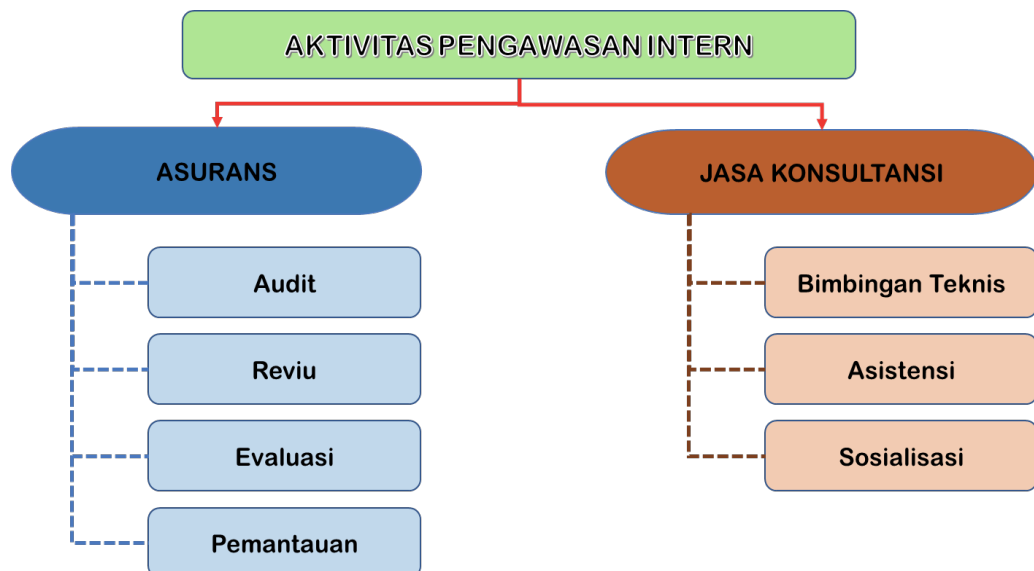 AKTIVITAS PENGAWASAN INTERN
ASURANS
Audit
Reviu
Evaluasi
Pemantauan
JASA KONSULTANSI
Bimbingan Teknis
Asistensi
Sosialisasi